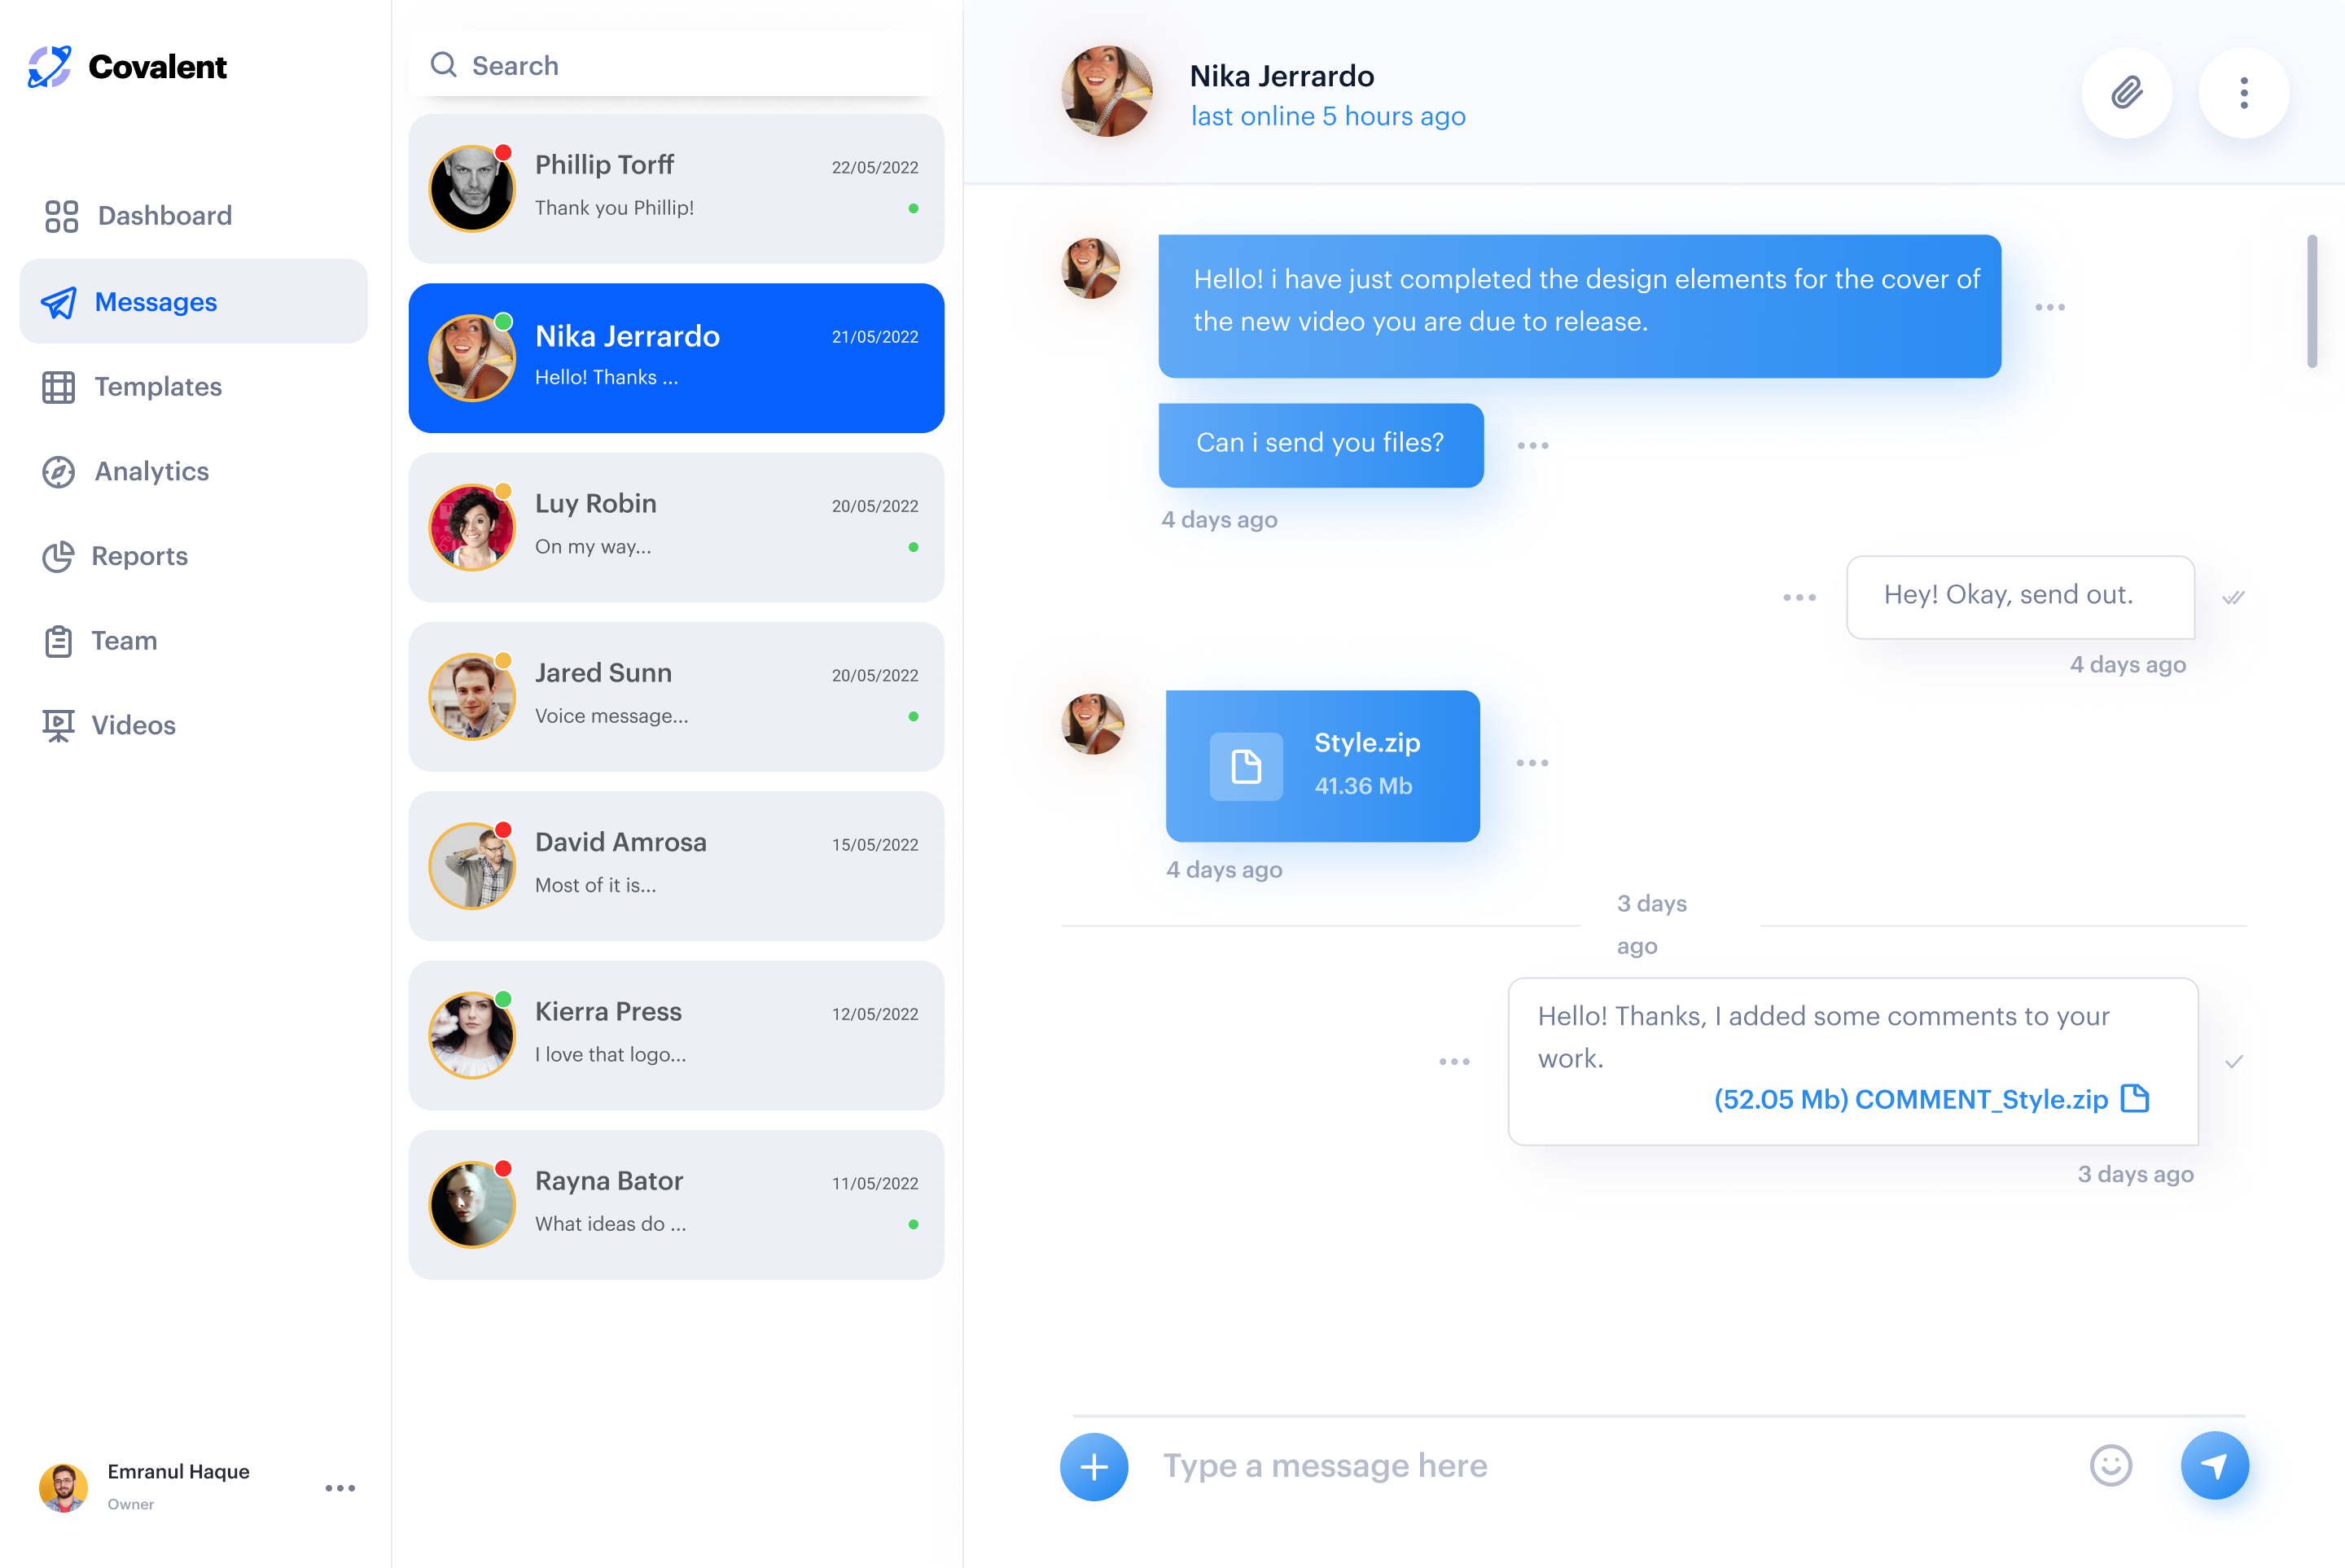 Covalent
Dashboard
Messages
Templates
Analytics
Reports
Team
Videos
Emranul Haque
Owner
Search
Phillip Torff
22/05/2022
Thank you Phillip!
Nika Jerrardo
21/05/2022
Hello! Thanks ...
Luy Robin
20/05/2022
On my way...
Jared Sunn
20/05/2022
Voice message...
David Amrosa
15/05/2022
Most of it is...
Kierra Press
12/05/2022
I love that logo...
Rayna Bator
11/05/2022
What ideas do ...
Nika Jerrardo
last online 5 hours ago
Hello! i have just completed the design elements for the cover of
the new video you are due to release.
Can i send you files?
4 days ago
Hey! Okay, send out.
4 days ago
Style.zip
41.36 Mb
4 days ago
3 days
ago
Hello! Thanks, I added some comments to your
work.
(52.05 Mb) COMMENT_Style.zip
3 days ago
Type a message here